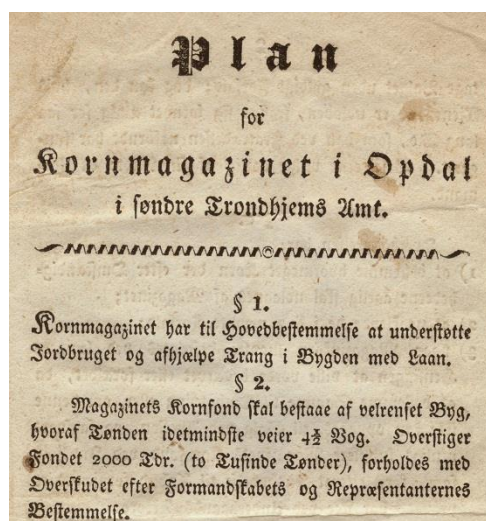 Plan
for
Kornmagazinet i Opdal
i søndre Trondhjems Amt.
§ 1.
Kornmagazinet har til Hovedbestemmelse at understøtte
Jordbruget og afhjælpe Trang i Bygden med Laan.
§ 2.
Magazinets Kornfond skal bestaae af velrenset Byg,
hvoraf Tønden idetmindste veier 4½ Vog. Overstiger
Fondet 2000 Tdr. (to Tusinde Tønder), forholdes med
Overskudet efter Formandskabets og Repræsentanternes
Bestemmelse.